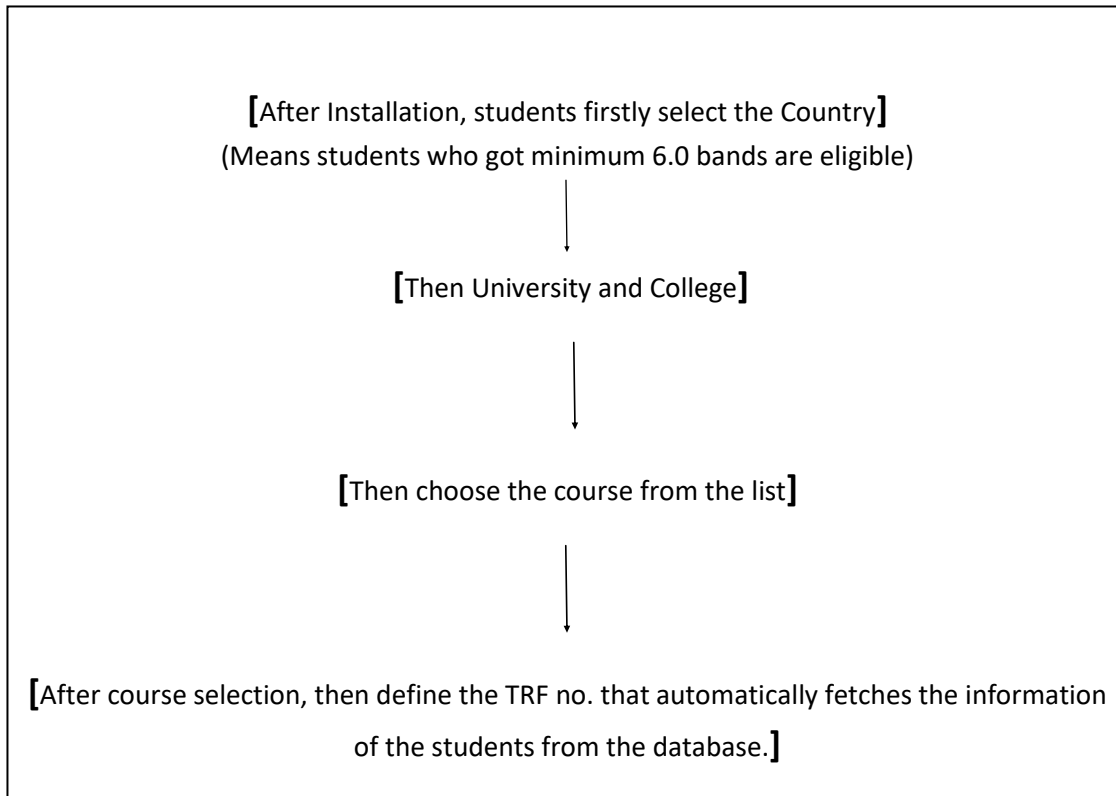 [After Installation, students firstly select the Country]
(Means students who got minimum 6.0 bands are eligible)
[Then University and College]
[Then choose the course from the list]
[After course selection, then define the TRF no. that automatically fetches the information
of the students from the database.]